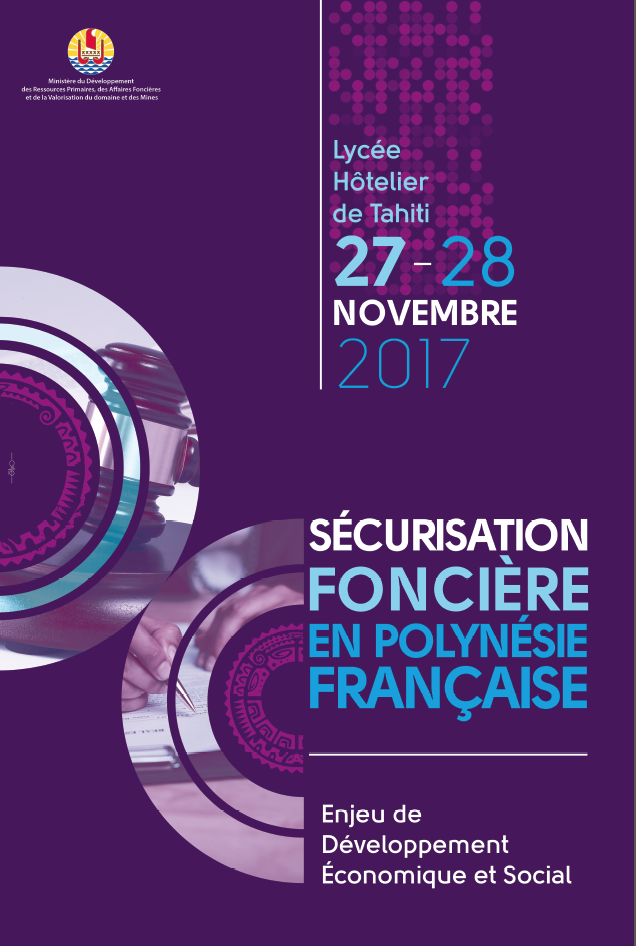 Ministère du Développement
des Ressources Primaires, des Affaires Foncières
et de la Valorisation du domaine et des Mines
Lycée
Hôtelier
de Tahiti
27 – 28
NOVEMBRE
2017
SÉCURISATION
FONCIÈRE
EN POLYNÉSIE
FRANÇAISE
Enjeu de
Développement
Économique et Social